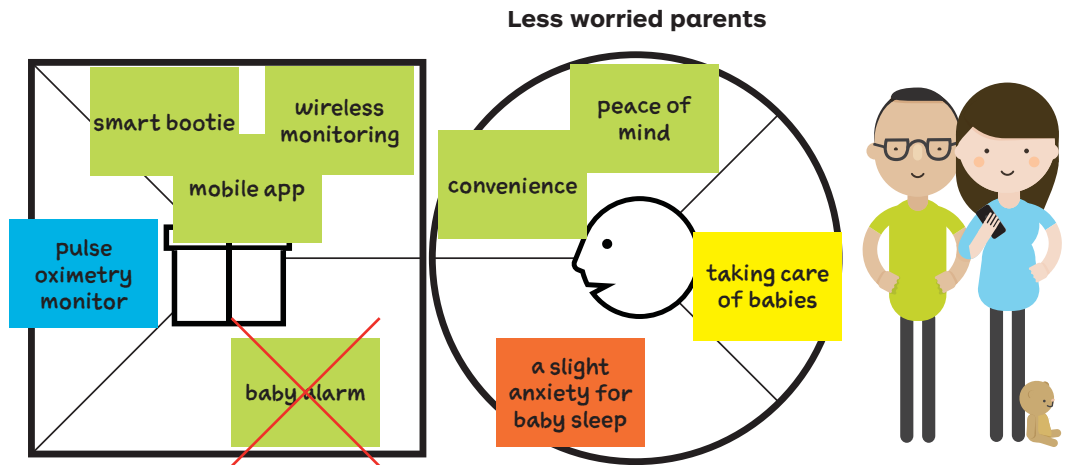 Less worried parents
smart bootie
wireless
monitoring
mobile app
pulse
oximetry
monitor
baby alarm
peace of
mind
convenience
taking care
of babies
a slight
anxiety for
baby sleep